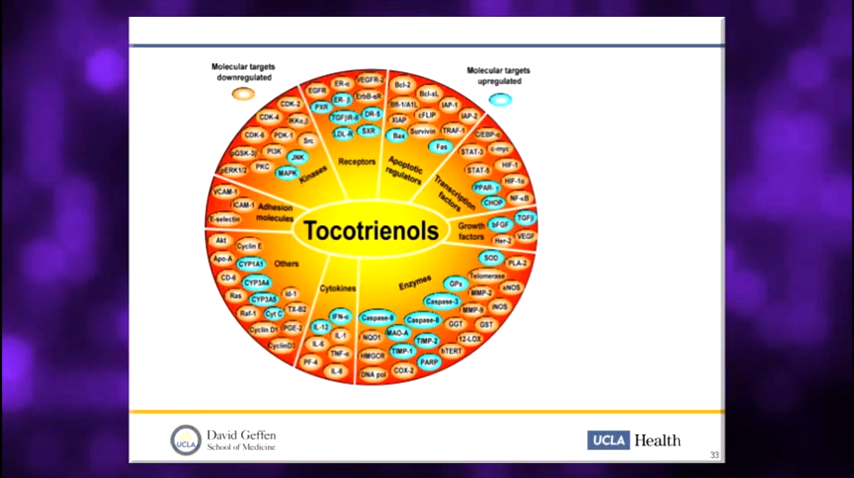 Molecular targets
downregulated
Molecular targets
upregulated
EGFR
ER-α
VEGFR-2
PXR
ER-β
ErbB-eR
TGFβR-II
DR-5
LDL-R
SXR
Receptors
Bcl-2
Bcl-xL
Bfl-1/A1L
cFLIP
IAP-1
XIAP
IAP-2
Bax
Survivin
TRAF-1
Fas
Apoptotic
regulators
C/EBP-α
STAT-3
c-myc
HIF-1
STAT-5
HIF-1α
PPAR-γ
CHOP
NF-κB
Transcription
factors
TGFβ
bFGF
Her-2
VEGF
Growth
factors
SOD
PLA-2
Telomerase
GPx
eNOS
MMP-2
Caspase-3
iNOS
MMP-9
Caspase-9
Caspase-8
GGT
GST
NQO1
MAO-A
TIMP-2
12-LOX
HMGCR
TIMP-1
hTERT
PARP
DNA pol
COX-2
Enzymes
IFN-α
IL-12
IL-1
IL-6
TNF-α
PF-4
IL-8
Cytokines
Akt
Cyclin E
Apo-A
CYP1A1
CD-6
CYP3A4
Ras
CYP3A5
Id-1
Raf-1
Cyt C
TX-B2
Cyclin D1
PGE-2
CyclinD3
Others
VCAM-1
ICAM-1
E-selectin
Adhesion
molecules
CDK-2
CDK-4
IKKα,β
CDK-6
PDK-1
Src
pGSK-3β
PI3K
JNK
pERK1/2
PKC
MAPK
Kinases
Tocotrienols
UCLA
David Geffen
School of Medicine
UCLA Health
33